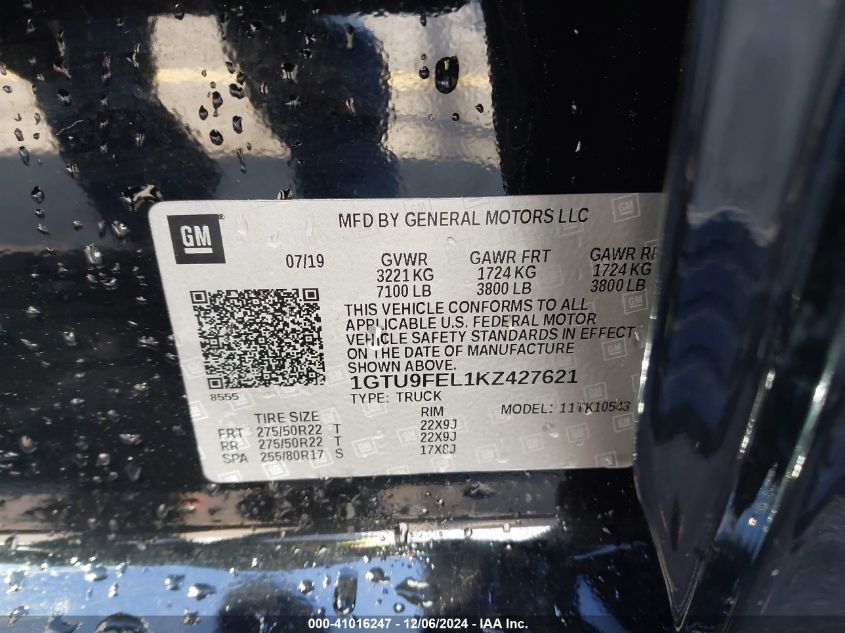 GM
MFD BY GENERAL MOTORS LLC
07/19 GVWR GAWR FRT GAWR
3221 KG 1724 KG 1724 KG
7100 LB 3800 LB 3800 LB
THIS VEHICLE CONFORMS TO ALL
APPLICABLE U.S. FEDERAL MOTOR
VEHICLE SAFETY STANDARDS IN EFFECT
ON THE DATE OF MANUFACTURE
SHOWN ABOVE.
8555
1GTU9FEL1KZ427621
TYPE: TRUCK
MODEL: 11TK10543
TIRE SIZE RIM
FRT 275/50R22 T 22X9J
RR 275/50R22 T 22X9J
SPA 255/80R17 S 17X8J
000-41016247 - 12/06/2024 - IAA Inc.